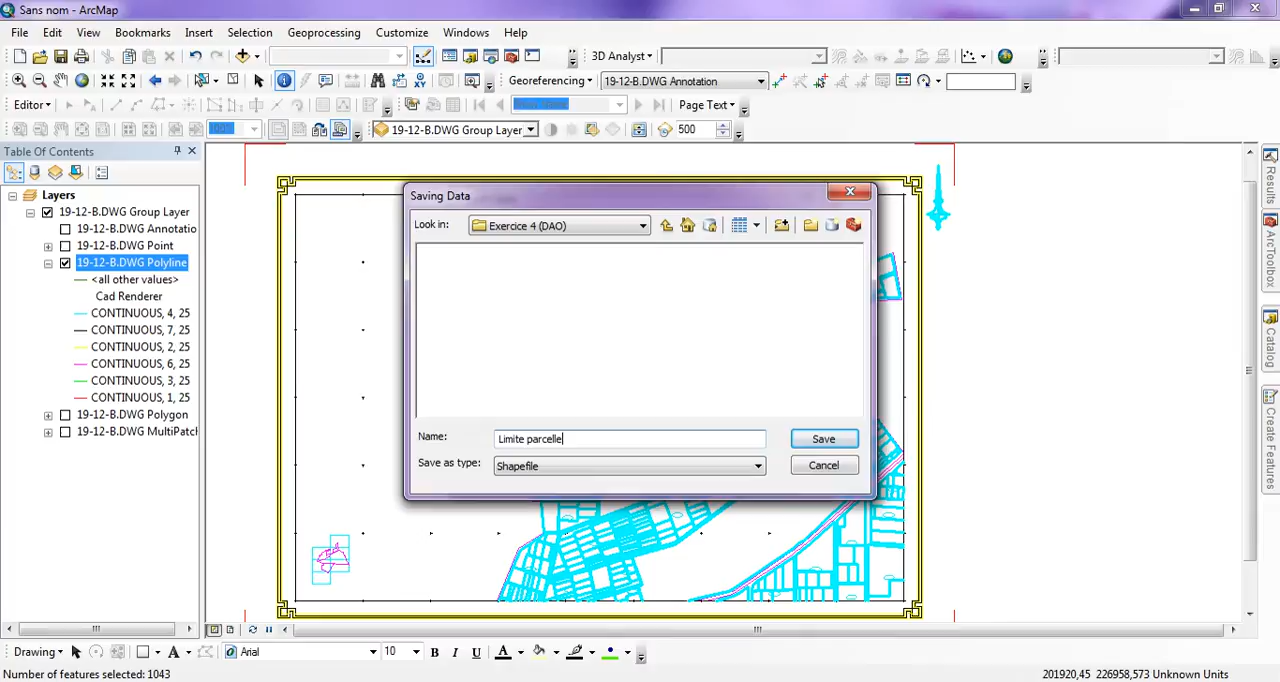 Sans nom - ArcMap
File Edit View Bookmarks Insert Selection Geoprocessing Customize Windows Help
3D Analyst
Georeferencing 19-12-B.DWG Annotation
Editor Page Text
100% 19-12-B.DWG Group Layer 500
Table Of Contents
Layers
19-12-B.DWG Group Layer
19-12-B.DWG Annotatio
19-12-B.DWG Point
19-12-B.DWG Polyline
<all other values>
Cad Renderer
CONTINUOUS, 4, 25
CONTINUOUS, 7, 25
CONTINUOUS, 2, 25
CONTINUOUS, 6, 25
CONTINUOUS, 3, 25
CONTINUOUS, 1, 25
19-12-B.DWG Polygon
19-12-B.DWG MultiPatch
Saving Data
Look in: Exercice 4 (DAO)
Name: Limite parcelle Save
Save as type: Shapefile Cancel
Results
ArcToolbox
Catalog
Create Features
Drawing A Arial 10 B I U A
Number of features selected: 1043
201920,45 226958,573 Unknown Units